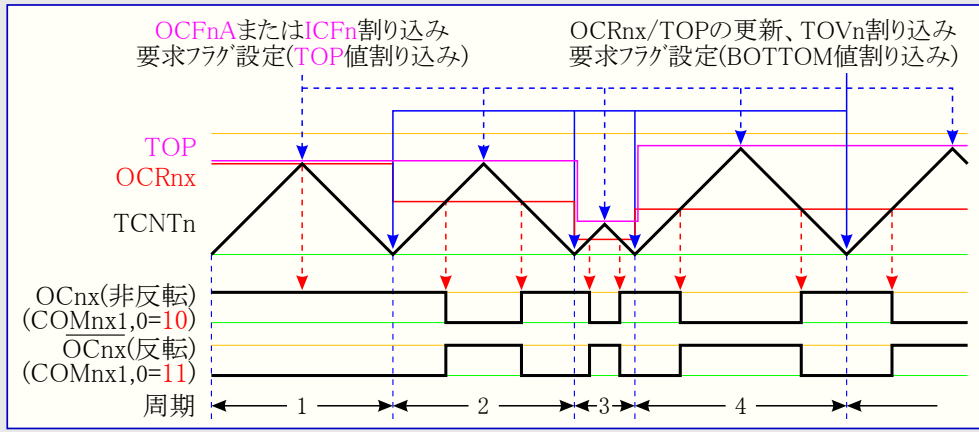 OCFnAまたはICFn割り込み
要求フラグ設定(TOP値割り込み)
OCRnx/TOPの更新、TOVn割り込み
要求フラグ設定(BOTTOM値割り込み)
TOP
OCRnx
TCNTn
OCnx(非反転)
(COMnx1,0=10)
OCnx(反転)
(COMnx1,0=11)
周期 1 2 3 4